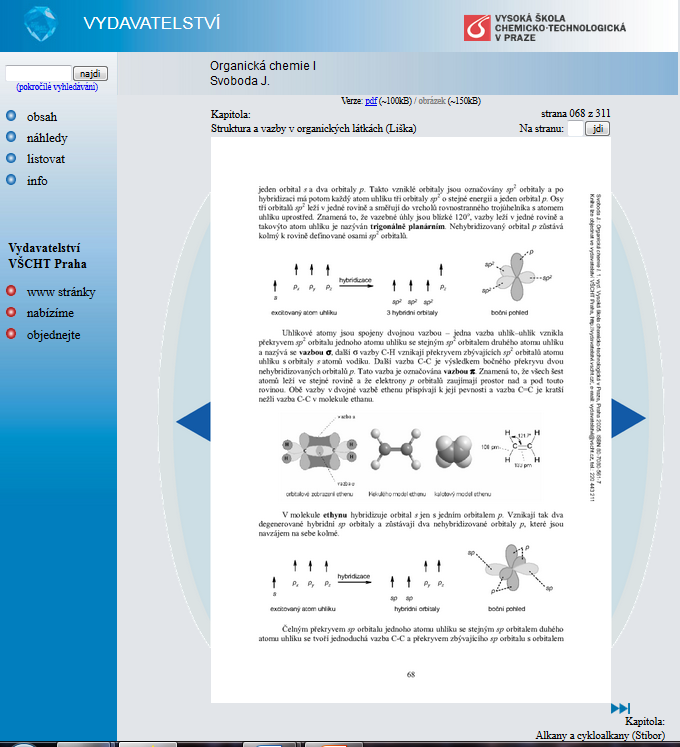 VYDAVATELSTVÍ
VYSOKÁ ŠKOLA
CHEMICKO-TECHNOLOGICKÁ
V PRAZE
najdi
(pokročilé vyhledávání)
obsah
náhledy
listovat
info
Vydavatelství
VŠCHT Praha
www stránky
nabízíme
objednejte
Organická chemie I
Svoboda J.
Verze: pdf (~100kB) / obrázek (~150kB)
Kapitola:
strana 068 z 311
Struktura a vazby v organických látkách (Liška)
Na stranu: jdi
jeden orbital s a dva orbitaly p. Takto vzniklé orbitaly jsou označovány sp² orbitaly a po
hybridizaci má potom každý atom uhlíku tři orbitaly sp² o stejné energii a jeden orbital p. Osy
tří orbitalů sp² leží v jedné rovině a směřují do vrcholů rovnostranného trojúhelníka s atomem
uhlíku uprostřed. Znamená to, že vazebné úhly jsou blízké 120°, vazby leží v jedné rovině a
takovýto atom uhlíku je nazýván trigonálně planárním. Nehybridizovaný orbital p zůstává
kolmý k rovině definované osami sp² orbitalů.
s
px py pz
hybridizace
sp² sp² sp²
pz
sp²
sp²
p
excitovaný atom uhlíku
3 hybridní orbitaly
boční pohled
Uhlíkové atomy jsou spojeny dvojnou vazbou – jedna vazba uhlík-uhlík vznikla
překryvem sp² orbitalu jednoho atomu uhlíku se stejným sp² orbitalem druhého atomu uhlíku
a nazývá se vazbou σ, další σ vazby C-H vznikají překryvem zbývajících sp² orbitalů atomu
uhlíku s orbitaly s atomů vodíku. Další vazba C-C je výsledkem bočného překryvu dvou
nehybridizovaných orbitalů p. Tato vazba je označována vazbou π. Znamená to, že všech šest
atomů leží ve stejné rovině a že elektrony p orbitalů zaujímají prostor nad a pod touto
rovinou. Obě vazby v dvojné vazbě ethenu přispívají k její pevnosti a vazba C=C je kratší
nežli vazba C-C v molekule ethanu.
H
H
C
C
H
H
H
H
C=C
H
H
121,7°
108 pm
133 pm
orbitalové zobrazení ethenu
Kekulého model ethenu
kalotový model ethenu
V molekule ethynu hybridizuje orbital s jen s jedním orbitalem p. Vznikají tak dva
degenerované hybridní sp orbitaly a zůstávají dva nehybridizované orbitaly p, které jsou
navzájem na sebe kolmé.
s
px py pz
hybridizace
sp sp
py pz
sp
p
p
sp
excitovaný atom uhlíku
hybridní orbitaly
boční pohled
Čelným překryvem sp orbitalu jednoho atomu uhlíku se stejným sp orbitalem druhého
atomu uhlíku se tvoří jednoduchá vazba C-C a překryvem zbývajícího sp orbitalu s orbitalem
68
Kapitola:
Alkany a cykloalkany (Stibor)